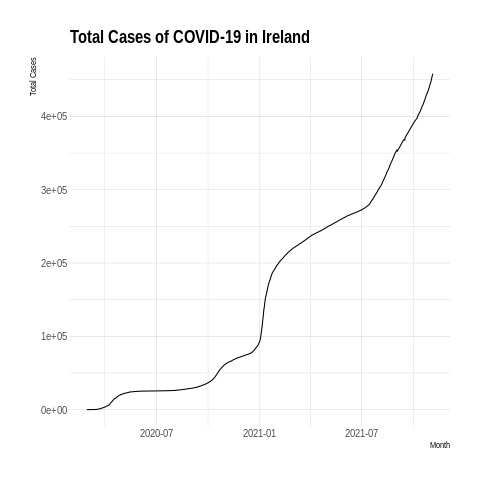 Total Cases of COVID-19 in Ireland
Total Cases
4e+05
3e+05
2e+05
1e+05
0e+00
2020-07 2021-01 2021-07
Month